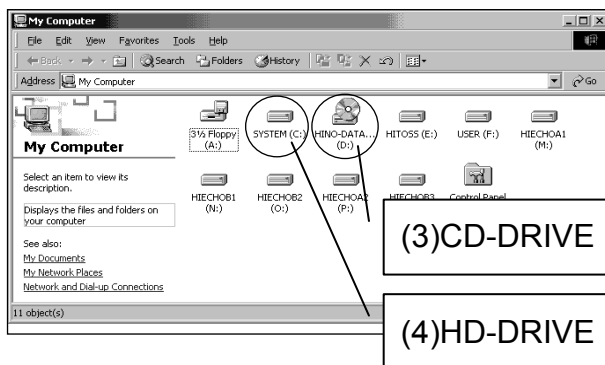 My Computer
File Edit View Favorites Tools Help
Back Search Folders History
Address My Computer Go
My Computer
Select an item to view its
description.
Displays the files and folders on
your computer
See also:
My Documents
My Network Places
Network and Dial-up Connections
3½ Floppy
(A:)
SYSTEM (C:)
HINO-DATA...
(D:)
HITOSS (E:)
USER (F:)
HIECHOA1
(M:)
HIECHOB1
(N:)
HIECHOB2
(O:)
HIECHOA2
(P:)
HIECHOB3
Control Panel
(3)CD-DRIVE
(4)HD-DRIVE
11 object(s)